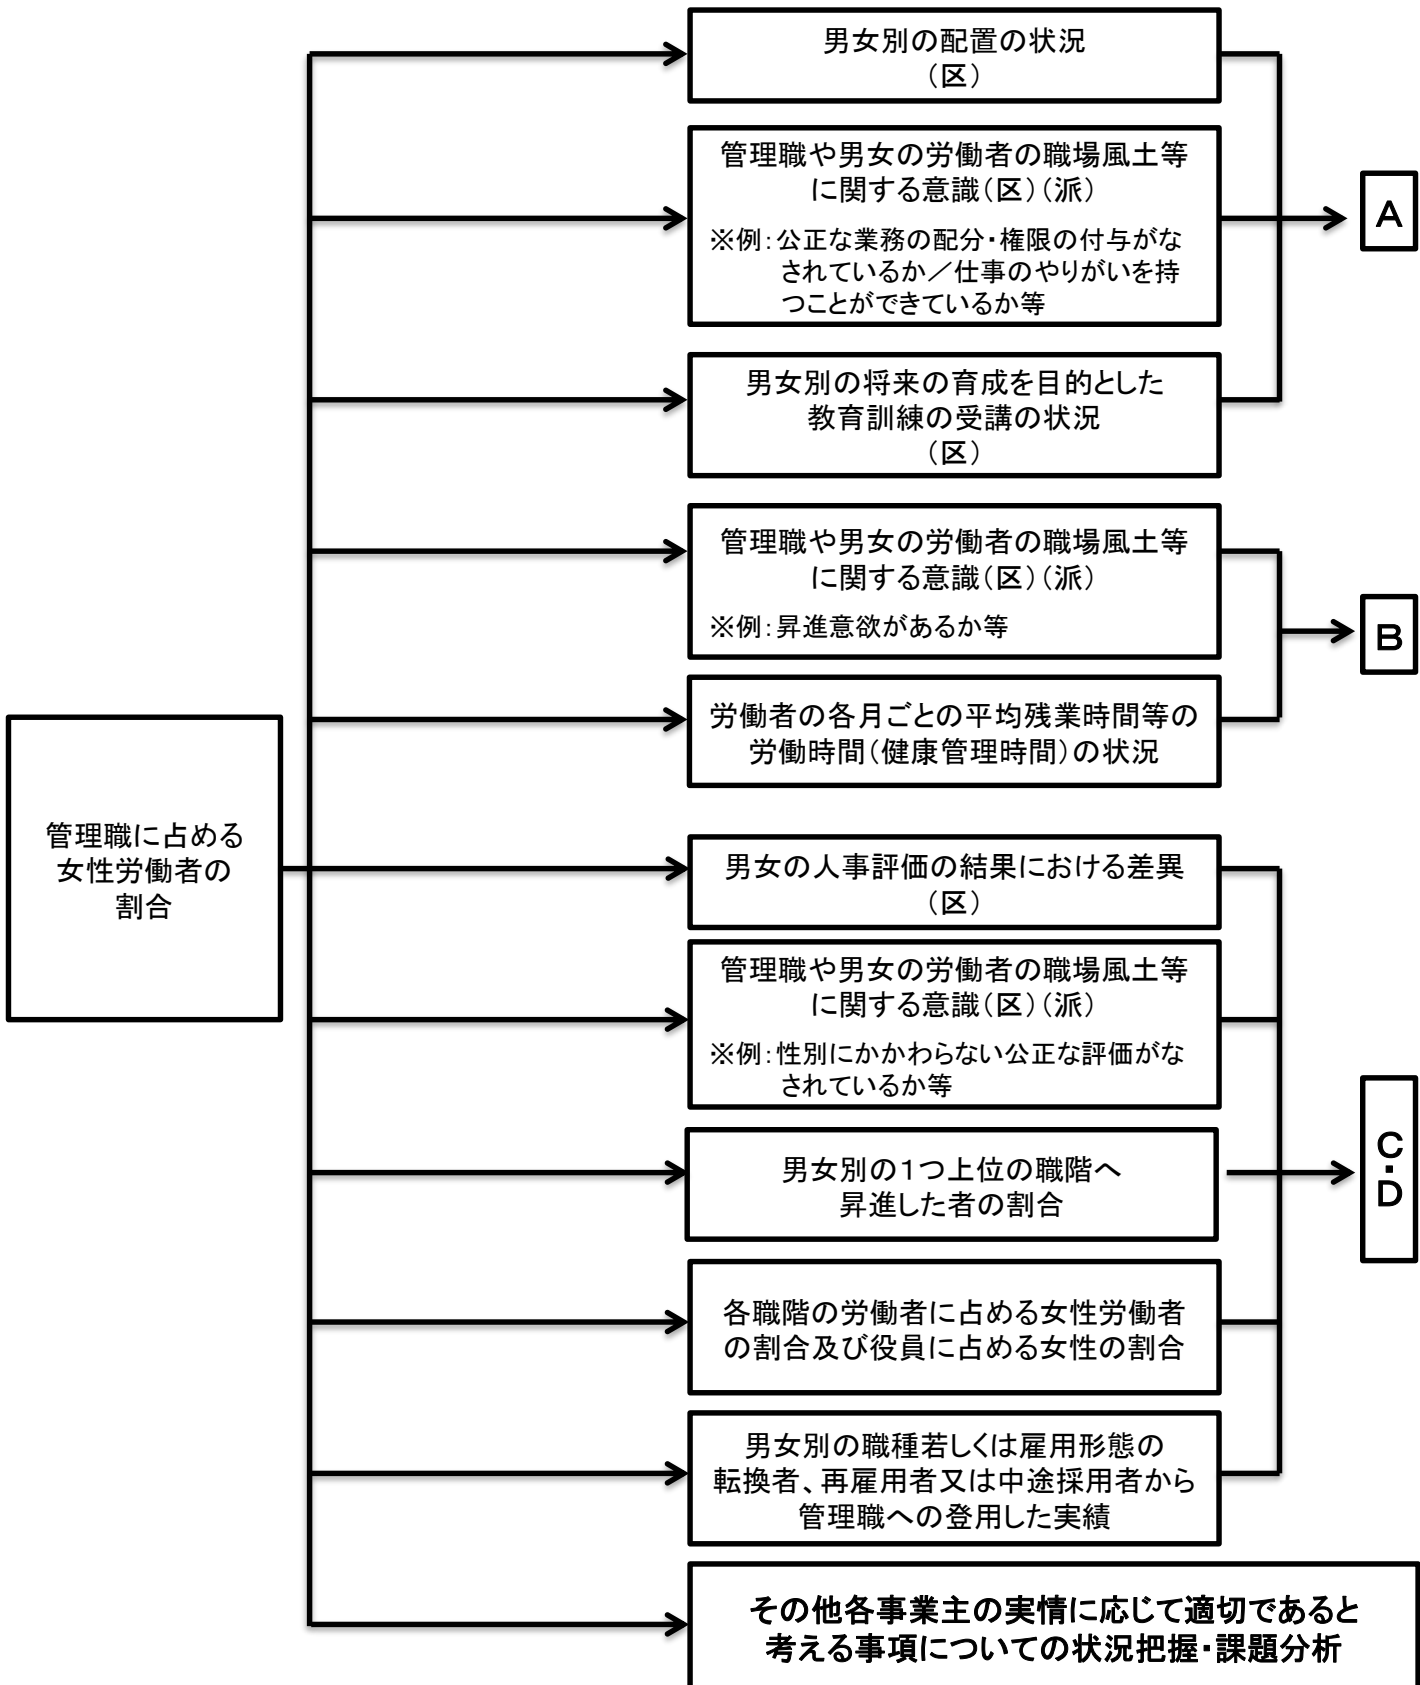 男女別の配置の状況
（区）
管理職や男女の労働者の職場風土等
に関する意識（区）（派）
※例：公正な業務の配分・権限の付与がな
されているか／仕事のやりがいを持
つことができているか等
A
男女別の将来の育成を目的とした
教育訓練の受講の状況
（区）
管理職や男女の労働者の職場風土等
に関する意識（区）（派）
※例：昇進意欲があるか等
B
労働者の各月ごとの平均残業時間等の
労働時間（健康管理時間）の状況
管理職に占める
女性労働者の
割合
男女の人事評価の結果における差異
（区）
管理職や男女の労働者の職場風土等
に関する意識（区）（派）
※例：性別にかかわらない公正な評価がな
されているか等
男女別の１つ上位の職階へ
昇進した者の割合
C・D
各職階の労働者に占める女性労働者
の割合及び役員に占める女性の割合
男女別の職種若しくは雇用形態の
転換者、再雇用者又は中途採用者から
管理職への登用した実績
その他各事業主の実情に応じて適切であると
考える事項についての状況把握・課題分析